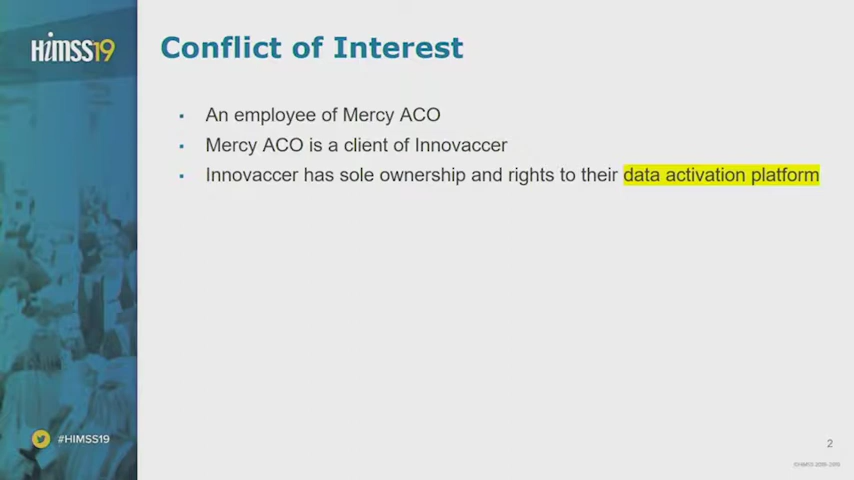 HiMSS19
Conflict of Interest
An employee of Mercy ACO
Mercy ACO is a client of Innovaccer
Innovaccer has sole ownership and rights to their data activation platform
#HIMSS19
2